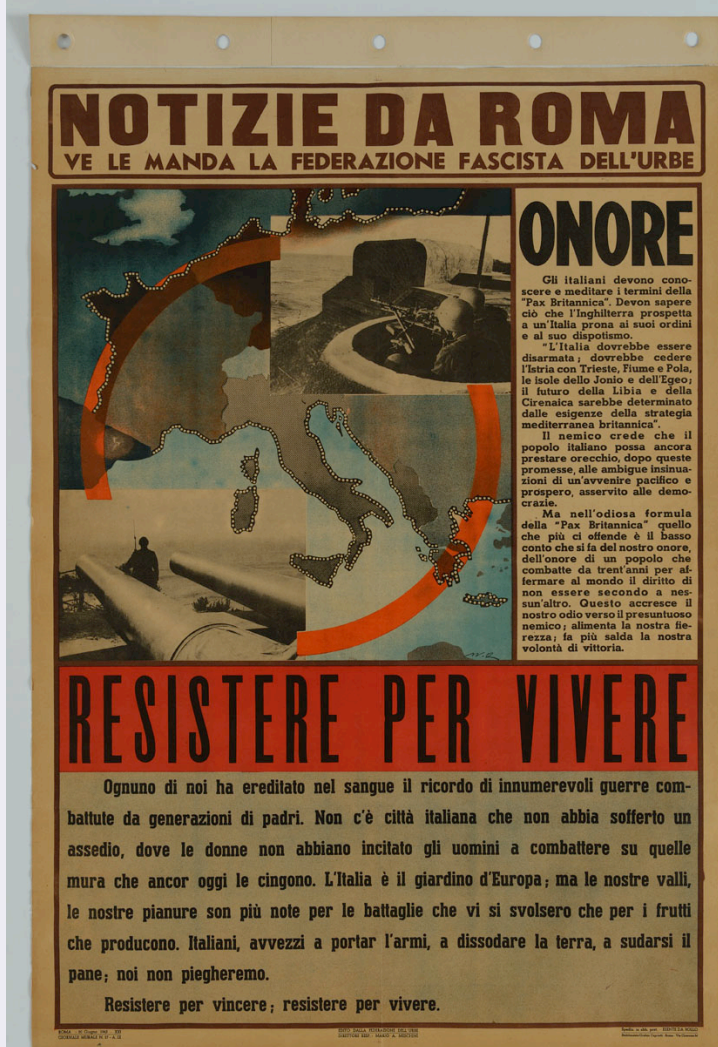 NOTIZIE DA ROMA
VE LE MANDA LA FEDERAZIONE FASCISTA DELL'URBE
ONORE
Gli italiani devono cono-
scere e meditare i termini della
"Pax Britannica". Devon sapere
ciò che l'Inghilterra prospetta
a un'Italia prona ai suoi ordini
e al suo dispotismo.
"L'Italia dovrebbe essere
disarmata; dovrebbe cedere
l'Istria con Trieste, Fiume e Pola,
le isole dello Jonio e dell'Egeo;
il futuro della Libia e della
Cirenaica sarebbe determinato
dalle esigenze della strategia
mediterranea britannica".
Il nemico crede che il
popolo italiano possa ancora
prestare orecchio, dopo queste
promesse, alle ambigue insinua-
zioni di un'avvenire pacifico e
prospero, asservito alle demo-
crazie.
Ma nell'odiosa formula
della "Pax Britannica" quello
che più ci offende è il basso
conto che si fa del nostro onore,
dell'onore di un popolo che
combatte da trent'anni per af-
fermare al mondo il diritto di
non essere secondo a nes-
sun'altro. Questo accresce il
nostro odio verso il presuntuoso
nemico; alimenta la nostra fie-
rezza; fa più salda la nostra
volontà di vittoria.
RESISTERE PER VIVERE
Ognuno di noi ha ereditato nel sangue il ricordo di innumerevoli guerre com-
battute da generazioni di padri. Non c'è città italiana che non abbia sofferto un
assedio, dove le donne non abbiano incitato gli uomini a combattere su quelle
mura che ancor oggi le cingono. L'Italia è il giardino d'Europa; ma le nostre valli,
le nostre pianure son più note per le battaglie che vi si svolsero che per i frutti
che producono. Italiani, avvezzi a portar l'armi, a dissodare la terra, a sudarsi il
pane; noi non piegheremo.
Resistere per vincere; resistere per vivere.